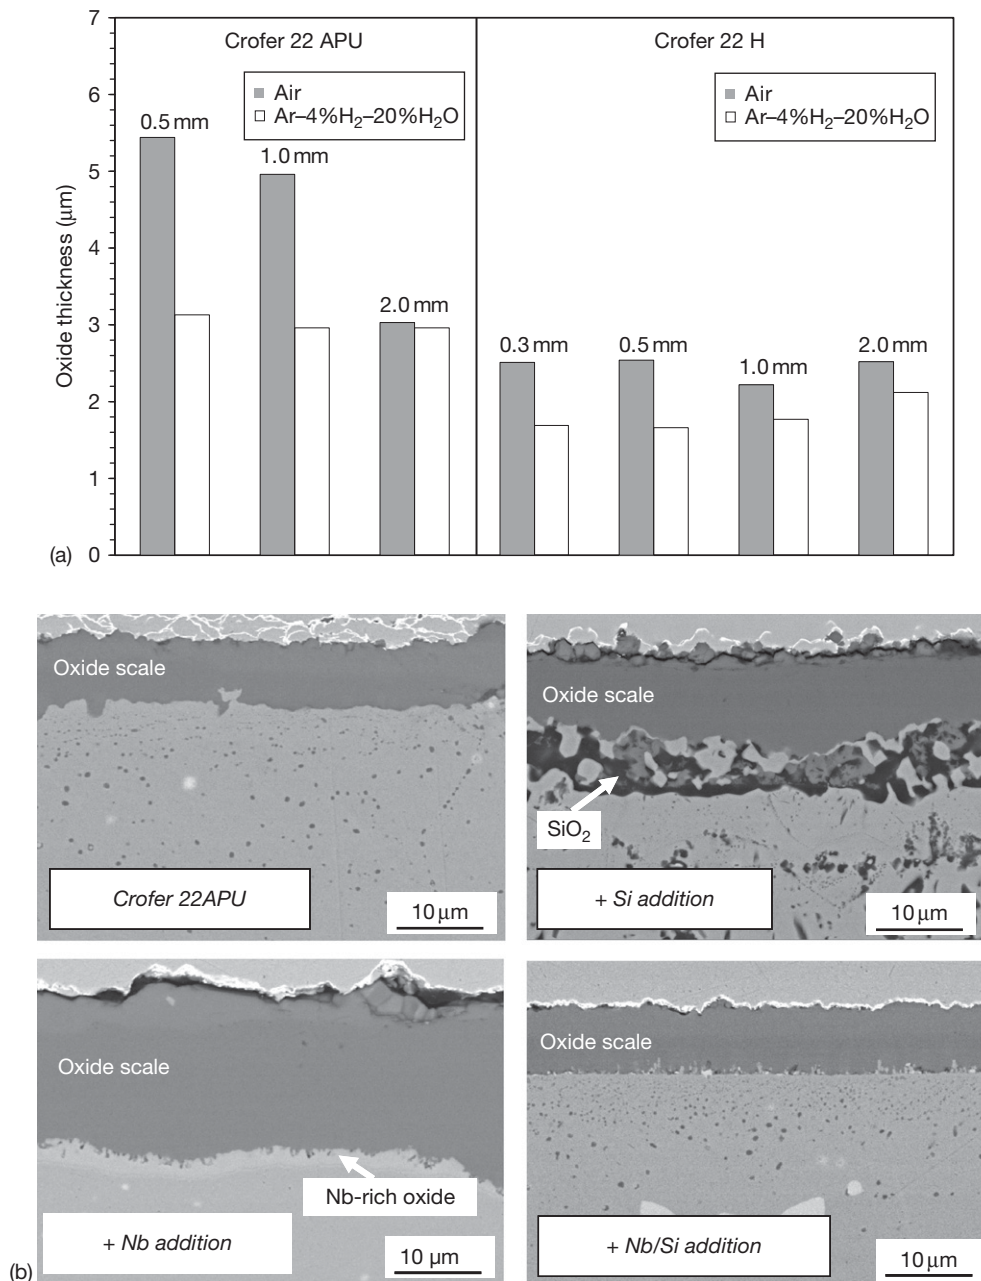 7
6
5
4
3
2
1
0
Oxide thickness (μm)
(a)
Crofer 22 APU
Air
Ar–4%H₂–20%H₂O
0.5 mm
1.0 mm
2.0 mm
Crofer 22 H
Air
Ar–4%H₂–20%H₂O
0.3 mm
0.5 mm
1.0 mm
2.0 mm
Oxide scale
Crofer 22APU
10 μm
Oxide scale
SiO₂
+ Si addition
10 μm
Oxide scale
Nb-rich oxide
+ Nb addition
10 μm
Oxide scale
+ Nb/Si addition
10 μm
(b)